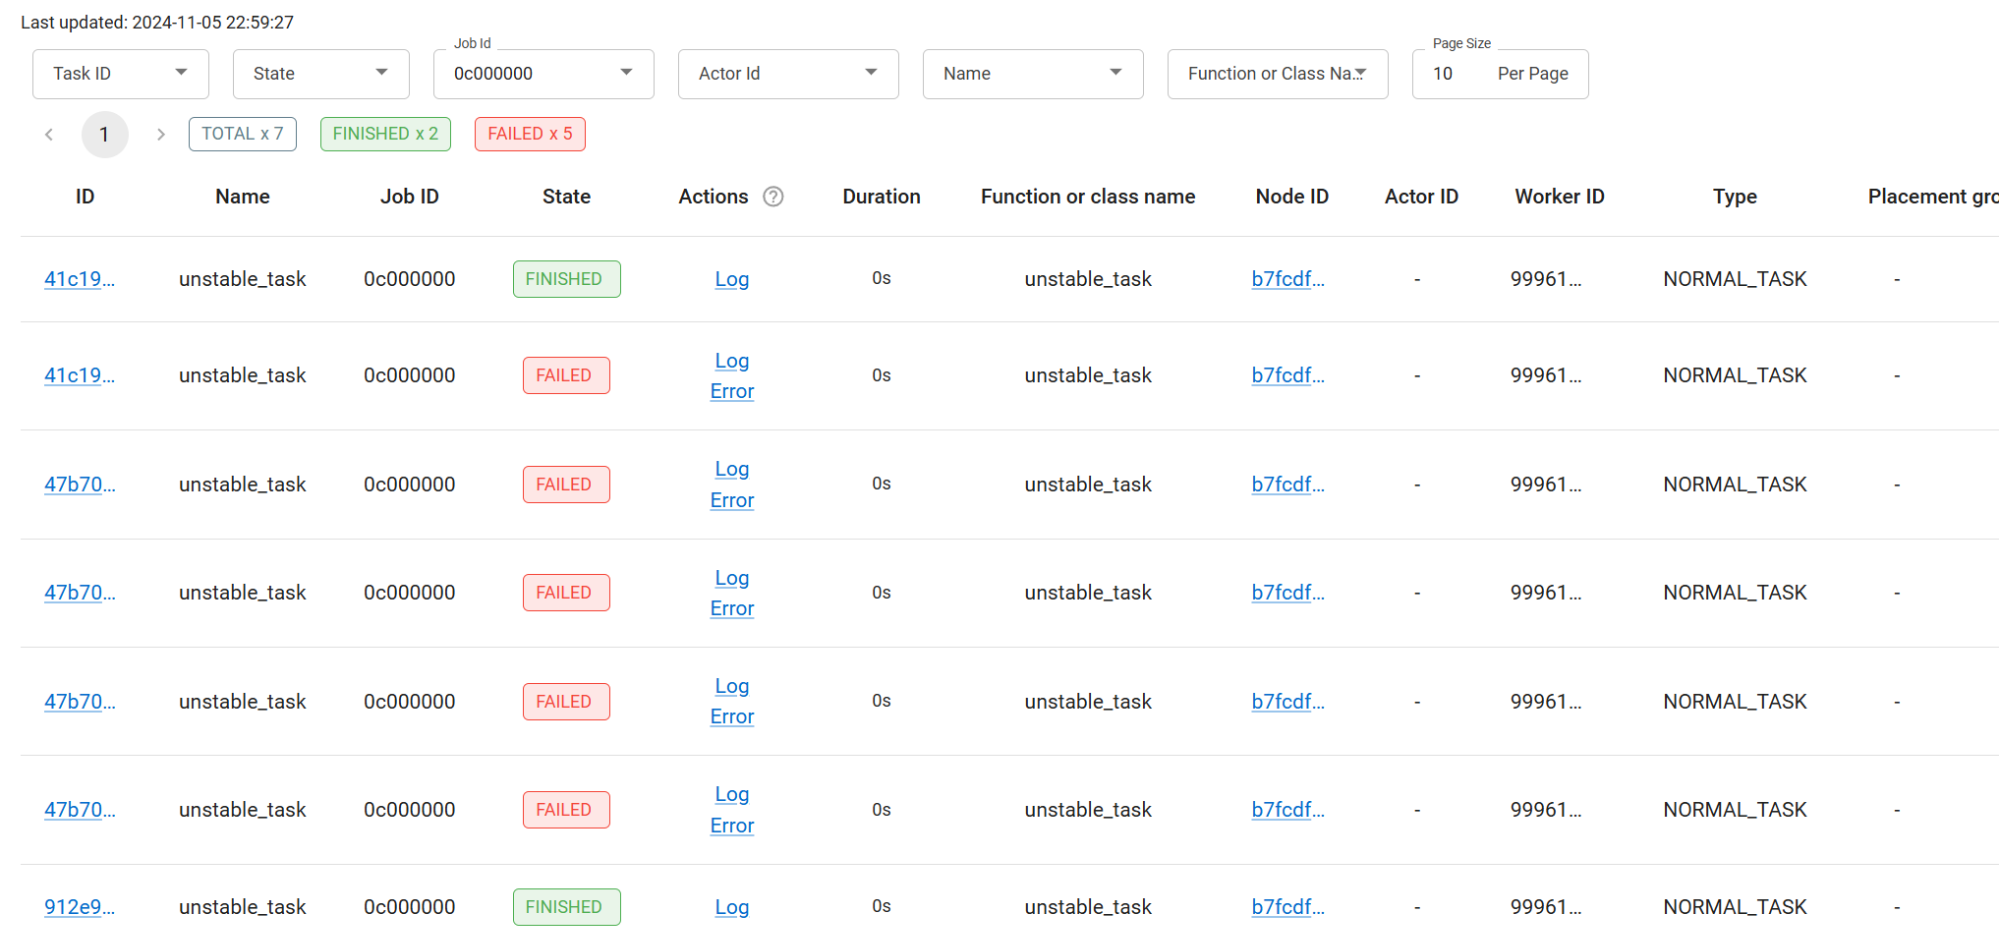 Last updated: 2024-11-05 22:59:27
Job Id Page Size
Task ID State 0c000000 Actor Id Name Function or Class Na... 10 Per Page
1 TOTAL x 7 FINISHED x 2 FAILED x 5
ID Name Job ID State Actions ? Duration Function or class name Node ID Actor ID Worker ID Type Placement gro
41c19... unstable_task 0c000000 FINISHED Log 0s unstable_task b7fcdf... - 99961... NORMAL_TASK -
41c19... unstable_task 0c000000 FAILED Log Error 0s unstable_task b7fcdf... - 99961... NORMAL_TASK -
47b70... unstable_task 0c000000 FAILED Log Error 0s unstable_task b7fcdf... - 99961... NORMAL_TASK -
47b70... unstable_task 0c000000 FAILED Log Error 0s unstable_task b7fcdf... - 99961... NORMAL_TASK -
47b70... unstable_task 0c000000 FAILED Log Error 0s unstable_task b7fcdf... - 99961... NORMAL_TASK -
47b70... unstable_task 0c000000 FAILED Log Error 0s unstable_task b7fcdf... - 99961... NORMAL_TASK -
912e9... unstable_task 0c000000 FINISHED Log 0s unstable_task b7fcdf... - 99961... NORMAL_TASK -